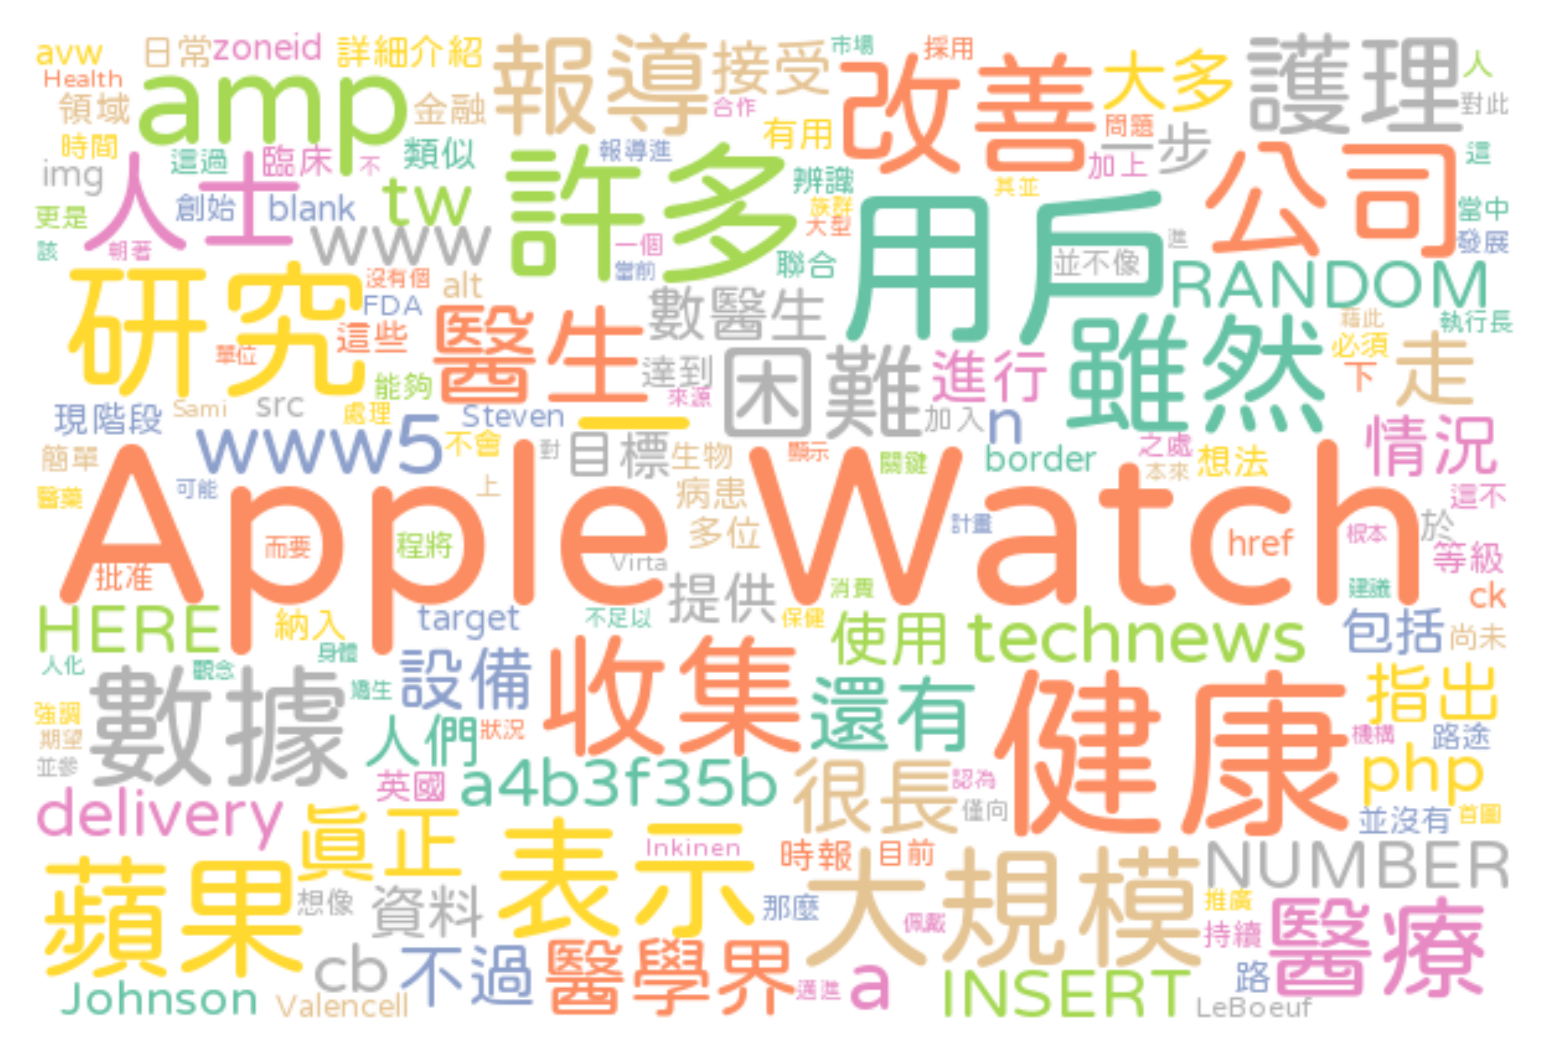 avw 日常 zoneid 詳細介紹 報導 接受 市場 採用 大多 護理 人
Health amp 合作 改善 對此
領域 金融 有用 問題 一步
時間 這過 臨床 不 類似 報導進 加上 公司 這
img 人士 tw 許多 辨識 其並
更是 創始 blank 族群 用戶 當中
該 朝著 www 一個 大型 進 發展
研究 沒有個 alt 當前 聯合 並不像 RANDOM
FDA 醫生 數醫生 雖然 藉此 執行長
單位 這些 困難 進行 必須 走
能夠 達到 下
現階段 Sami src 處理 Steven 一 來源 加入 n 情況
www5 不會 對 目標 生物 顯示 關鍵 border 之處 想法
簡單 本來
醫藥 可能 Apple Watch 上 病患 這不
而要 程將 多位 計畫 href 根本 於
批准 Virta 等級
HERE 納入 target 不足以 提供 保健 消費 建議 ck
使用 technews 包括 尚未
人化 觀念 身體 設備 收集 還有 健康 指出
數據 嬌生
強調 人們 狀況 機構 路途
期望
並參 英國 a4b3f35b 很長 認為 php
delivery 真正 僅向 並沒有 首圖
蘋果 表示 Inkinen 時報 目前 大規模 NUMBER
想像 資料 那麼 佩戴 推廣 醫療
cb 不過 醫學界 持續
Johnson Valencell 邁進 a INSERT 路 LeBoeuf